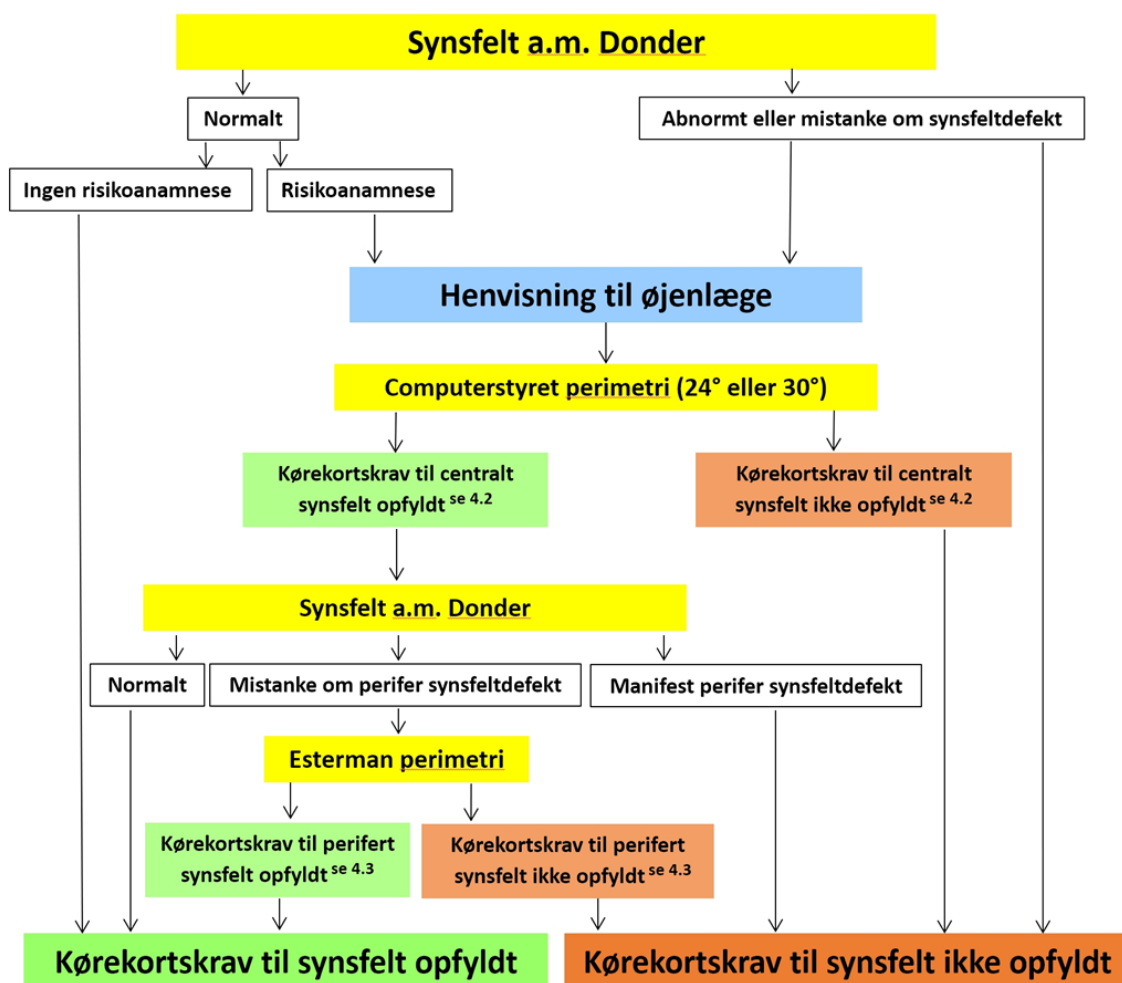 Synsfelt a.m. Donder
Normalt
Abnormt eller mistanke om synsfeltdefekt
Ingen risikoanamnese
Risikoanamnese
Henvisning til øjenlæge
Computerstyret perimetri (24° eller 30°)
Kørekortskrav til centralt
synsfelt opfyldt se 4.2
Kørekortskrav til centralt
synsfelt ikke opfyldt se 4.2
Synsfelt a.m. Donder
Normalt
Mistanke om perifer synsfeltdefekt
Manifest perifer synsfeltdefekt
Esterman perimetri
Kørekortskrav til perifert
synsfelt opfyldt se 4.3
Kørekortskrav til perifert
synsfelt ikke opfyldt se 4.3
Kørekortskrav til synsfelt opfyldt
Kørekortskrav til synsfelt ikke opfyldt